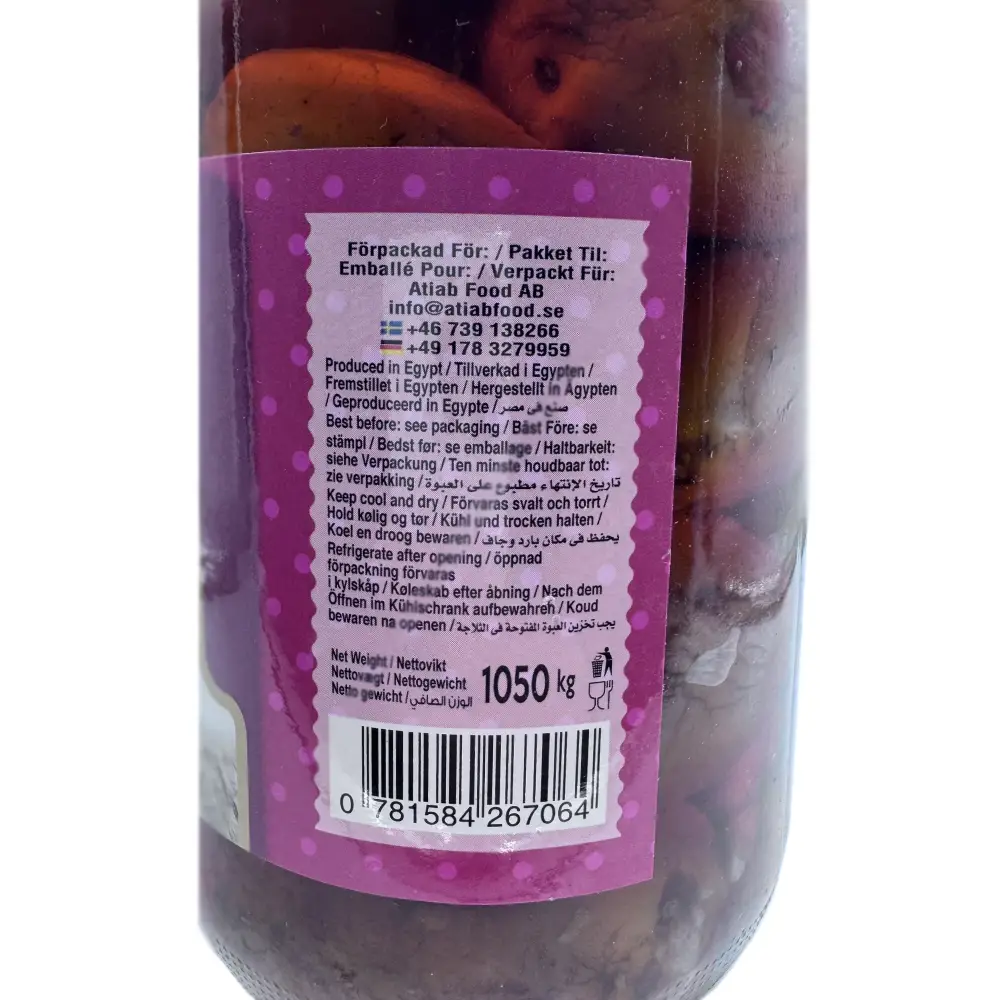 Förpackad För: / Pakket Til:
Emballé Pour: / Verpackt Für:
Atiab Food AB
info@atiabfood.se
+46 739 138266
+49 178 3279959
Produced in Egypt / Tillverkad i Egypten /
Fremstillet i Egypten / Hergestellt in Ägypten
/ Geproduceerd in Egypte / صنع فى مصر
Best before: see packaging / Bäst Före: se
stämpl / Bedst før: se emballage / Haltbarkeit:
siehe Verpackung / Ten minste houdbaar tot:
zie verpakking / تاريخ الإنتهاء مطبوع على العبوة
Keep cool and dry / Förvaras svalt och torrt /
Hold kølig og tør / Kühl und trocken halten /
Koel en droog bewaren / يحفظ فى مكان بارد وجاف
Refrigerate after opening / öppnad
förpackning förvaras
i kylskåp / Køleskab efter åbning / Nach dem
Öffnen im Kühlschrank aufbewahren / Koud
bewaren na openen / يجب تخزين العبوة المفتوحة فى الثلاجة
Net Weight / Nettovikt
Nettovægt / Nettogewicht
Netto gewicht / الوزن الصافي
1050 kg
0 781584 267064